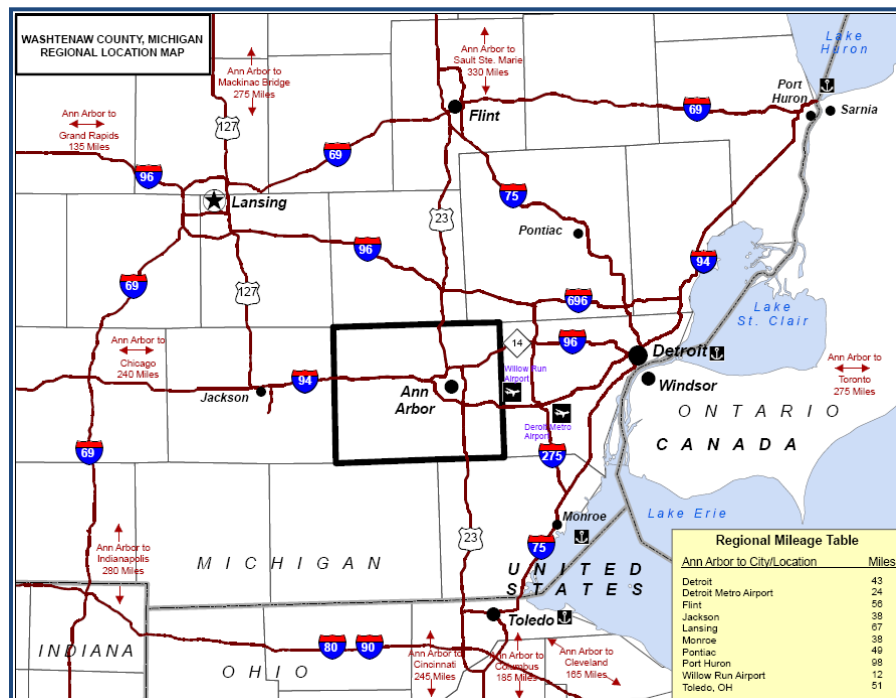 WASHTENAW COUNTY, MICHIGAN
REGIONAL LOCATION MAP
Ann Arbor to
Mackinac Bridge
275 Miles
Ann Arbor to
Sault Ste. Marie
330 Miles
Lake
Huron
Port
Huron
Sarnia
Ann Arbor to
Grand Rapids
135 Miles
127
Flint
69
69
96
Lansing
75
23
Pontiac
96
94
69
127
696
Lake
St. Clair
14
96
Ann Arbor to
Chicago
240 Miles
Detroit
Willow Run
Airport
Ann Arbor to
Toronto
275 Miles
94
Jackson
Ann
Arbor
Windsor
ONTARIO
Deroit Metro
Airport
CANADA
69
275
Lake Erie
Monroe
23
75
Ann Arbor to
Indianapolis
280 Miles
MICHIGAN
UNITED
STATES
Toledo
INDIANA
80
90
OHIO
Ann Arbor to
Cincinnati
245 Miles
Ann Arbor to
Columbus
185 Miles
Ann Arbor to
Cleveland
165 Miles
Regional Mileage Table
Ann Arbor to City/Location Miles
Detroit 43
Detroit Metro Airport 24
Flint 56
Jackson 38
Lansing 67
Monroe 39
Pontiac 49
Port Huron 98
Willow Run Airport 12
Toledo, OH 51